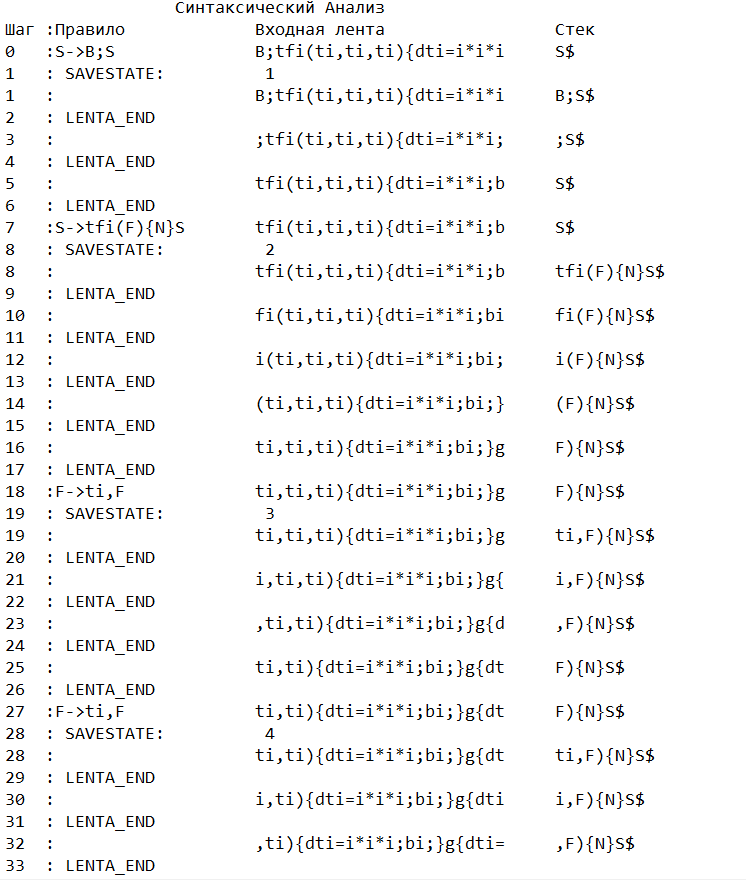 Синтаксический Анализ
Шаг :Правило Входная лента Стек
0 :S->B;S B;tfi(ti,ti,ti){dti=i*i*i S$
1 : SAVESTATE: 1
1 : B;tfi(ti,ti,ti){dti=i*i*i B;S$
2 : LENTA_END
3 : ;tfi(ti,ti,ti){dti=i*i*i; ;S$
4 : LENTA_END
5 : tfi(ti,ti,ti){dti=i*i*i;b S$
6 : LENTA_END
7 :S->tfi(F){N}S tfi(ti,ti,ti){dti=i*i*i;b S$
8 : SAVESTATE: 2
8 : tfi(ti,ti,ti){dti=i*i*i;b tfi(F){N}S$
9 : LENTA_END
10 : fi(ti,ti,ti){dti=i*i*i;bi fi(F){N}S$
11 : LENTA_END
12 : i(ti,ti,ti){dti=i*i*i;bi; i(F){N}S$
13 : LENTA_END
14 : (ti,ti,ti){dti=i*i*i;bi;} (F){N}S$
15 : LENTA_END
16 : ti,ti,ti){dti=i*i*i;bi;}g F){N}S$
17 : LENTA_END
18 :F->ti,F ti,ti,ti){dti=i*i*i;bi;}g F){N}S$
19 : SAVESTATE: 3
19 : ti,ti,ti){dti=i*i*i;bi;}g ti,F){N}S$
20 : LENTA_END
21 : i,ti,ti){dti=i*i*i;bi;}g{ i,F){N}S$
22 : LENTA_END
23 : ,ti,ti){dti=i*i*i;bi;}g{d ,F){N}S$
24 : LENTA_END
25 : ti,ti){dti=i*i*i;bi;}g{dt F){N}S$
26 : LENTA_END
27 :F->ti,F ti,ti){dti=i*i*i;bi;}g{dt F){N}S$
28 : SAVESTATE: 4
28 : ti,ti){dti=i*i*i;bi;}g{dt ti,F){N}S$
29 : LENTA_END
30 : i,ti){dti=i*i*i;bi;}g{dti i,F){N}S$
31 : LENTA_END
32 : ,ti){dti=i*i*i;bi;}g{dti= ,F){N}S$
33 : LENTA_END